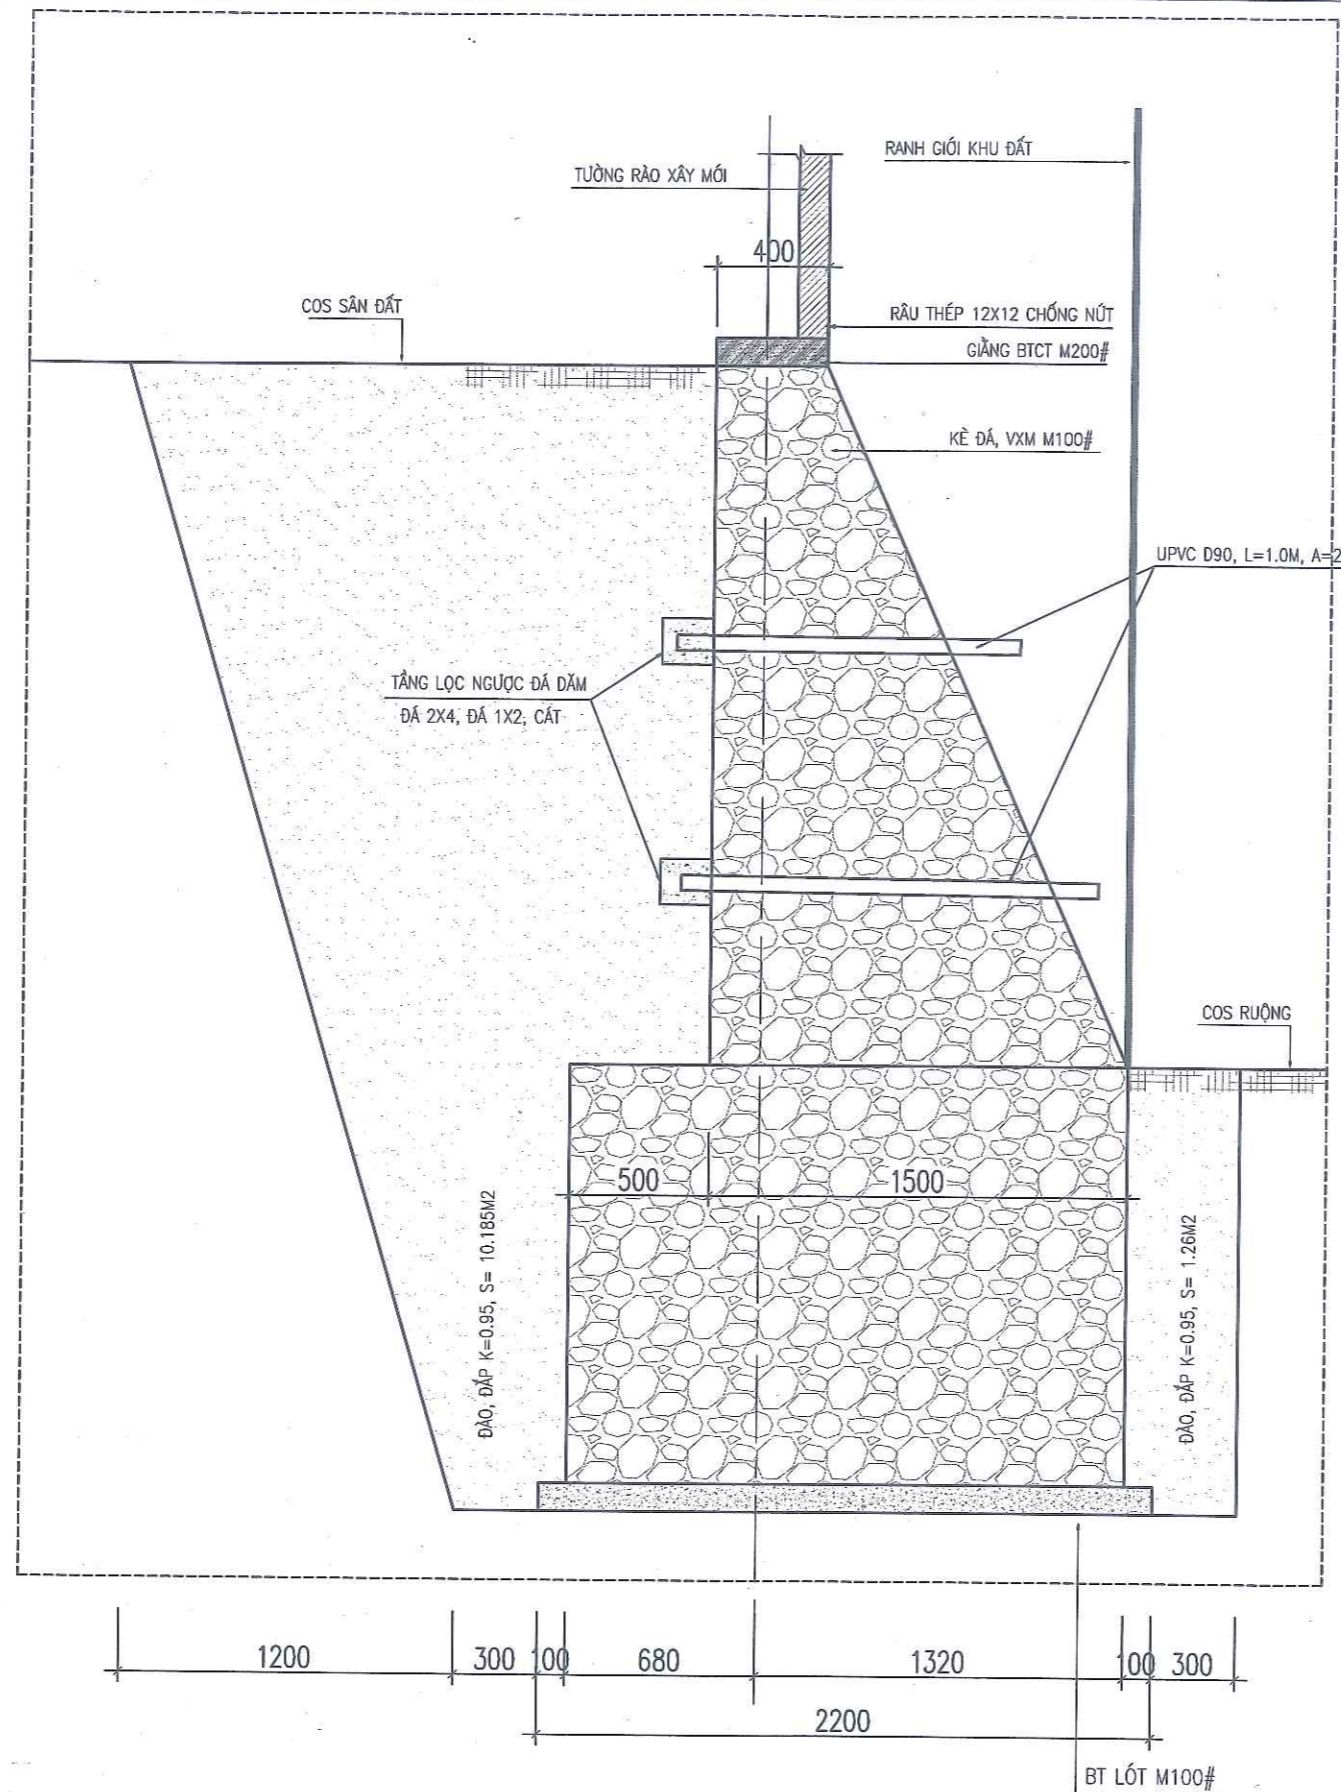 RANH GIỚI KHU ĐẤT
TƯỜNG RÀO XÂY MỚI
400
COS SÂN ĐẤT
RÂU THÉP 12X12 CHỐNG NỨT
GIẰNG BTCT M200#
KÈ ĐÁ, VXM M100#
UPVC D90, L=1.0M, A=2
TẦNG LỌC NGƯỢC ĐÁ DĂM
ĐÁ 2X4, ĐÁ 1X2, CÁT
COS RUỘNG
500
1500
ĐÀO, ĐẮP K=0.95, S= 10.185M2
ĐÀO, ĐẮP K=0.95, S= 1.26M2
1200
300
100
680
1320
100
300
2200
BT LÓT M100#